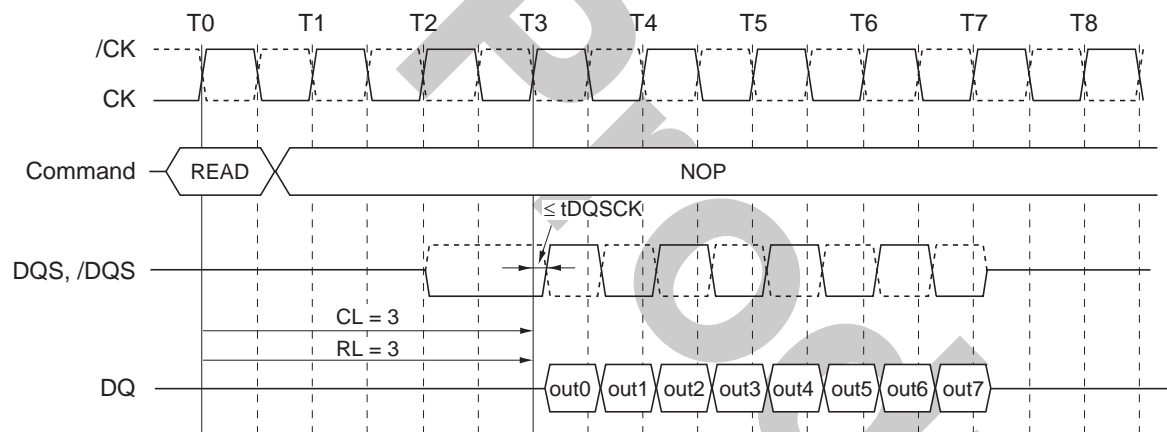 T0 T1 T2 T3 T4 T5 T6 T7 T8
/CK
CK
Command READ NOP
≤ tDQSCK
DQS, /DQS
CL = 3
RL = 3
DQ out0 out1 out2 out3 out4 out5 out6 out7